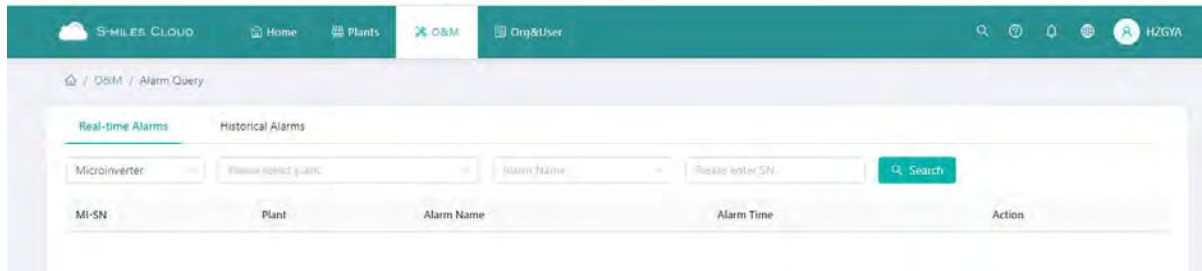 S-MILES CLOUD Home Plants O&M Org&User HZGYA
/ O&M / Alarm Query
Real-time Alarms Historical Alarms
Microinverter Please select plant Alarm Name Please enter SN. Search
MI-SN Plant Alarm Name Alarm Time Action